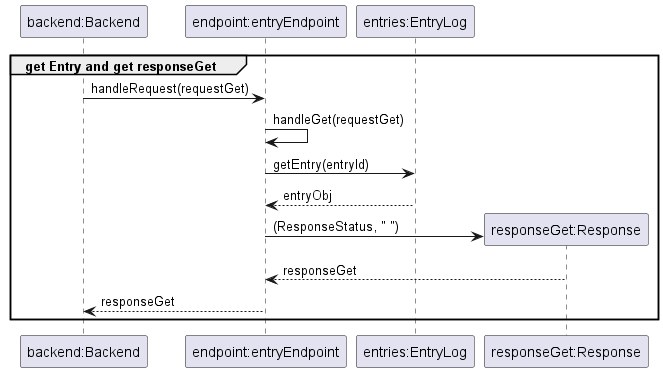 backend:Backend
endpoint:entryEndpoint
entries:EntryLog
get Entry and get responseGet
handleRequest(requestGet)
handleGet(requestGet)
getEntry(entryId)
entryObj
(ResponseStatus, " ")
responseGet:Response
responseGet
responseGet
backend:Backend
endpoint:entryEndpoint
entries:EntryLog
responseGet:Response